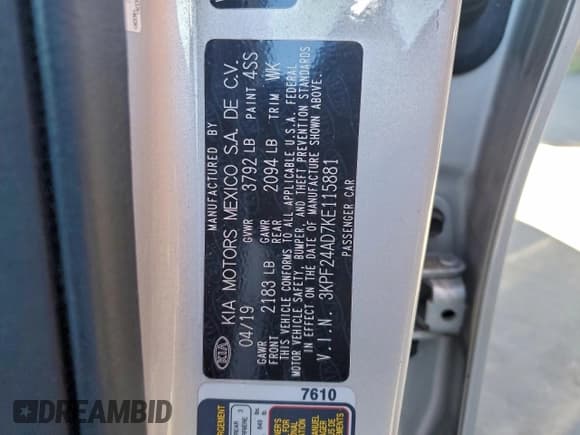 MANUFACTURED BY
KIA KIA MOTORS MEXICO S.A. DE C.V.
04/19 GVWR 3792 LB PAINT 4SS
GAWR FRONT 2183 LB GAWR REAR 2094 LB TRIM WK
THIS VEHICLE CONFORMS TO ALL APPLICABLE U.S.A. FEDERAL
MOTOR VEHICLE SAFETY, BUMPER, AND THEFT PREVENTION STANDARDS
IN EFFECT ON THE DATE OF MANUFACTURE SHOWN ABOVE.
V.I.N. 3KPF24AD7KE115881
PASSENGER CAR
7610
DREAMBID